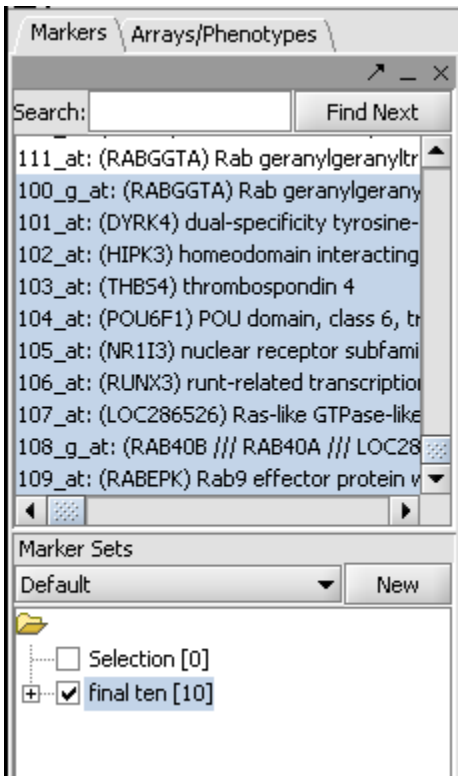 Markers Arrays/Phenotypes
Search: Find Next
111_at: (RABGGTA) Rab geranylgeranyltr
100_g_at: (RABGGTA) Rab geranylgerany
101_at: (DYRK4) dual-specificity tyrosine-
102_at: (HIPK3) homeodomain interacting
103_at: (THBS4) thrombospondin 4
104_at: (POU6F1) POU domain, class 6, tr
105_at: (NR1I3) nuclear receptor subfami
106_at: (RUNX3) runt-related transcription
107_at: (LOC286526) Ras-like GTPase-like
108_g_at: (RAB40B /// RAB40A /// LOC28
109_at: (RABEPK) Rab9 effector protein w
Marker Sets
Default New
Selection [0]
final ten [10]